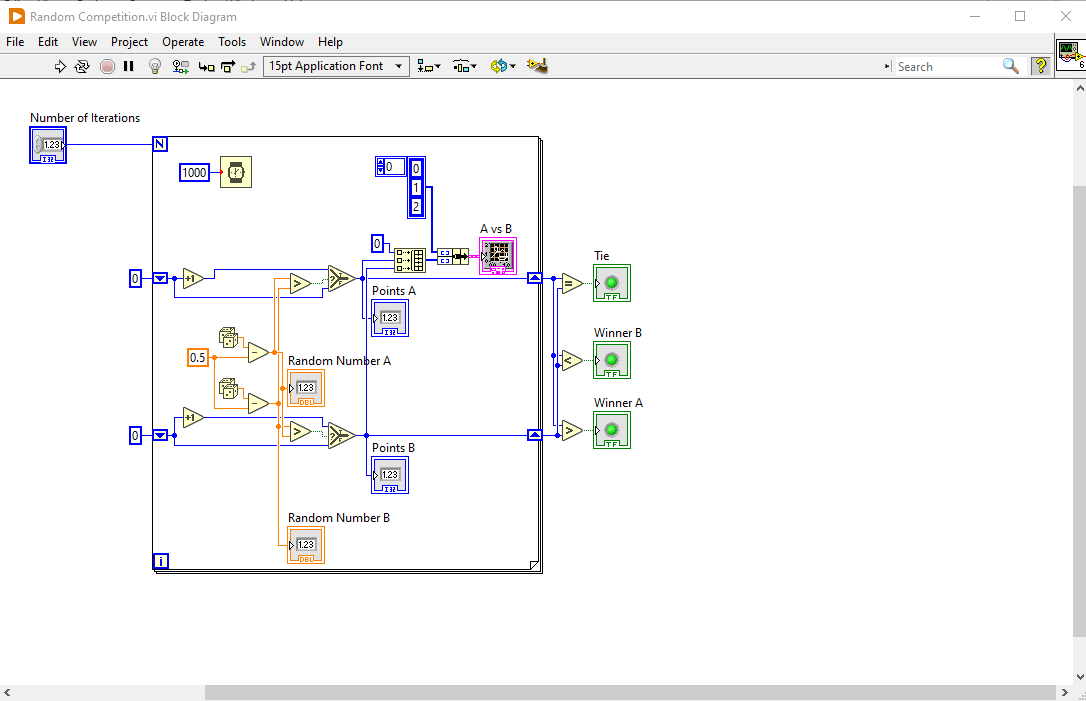 Random Competition.vi Block Diagram
File Edit View Project Operate Tools Window Help
15pt Application Font
Search
?
6
Number of Iterations
1.23
I32
N
1000
0
0
1
2
0
A vs B
0
+1
>
?
T
F
Points A
1.23
I32
=
Tie
TF
0.5
-
Random Number A
1.23
DBL
<
Winner B
TF
-
0
+1
>
?
T
F
>
Winner A
TF
Points B
1.23
I32
Random Number B
1.23
DBL
i